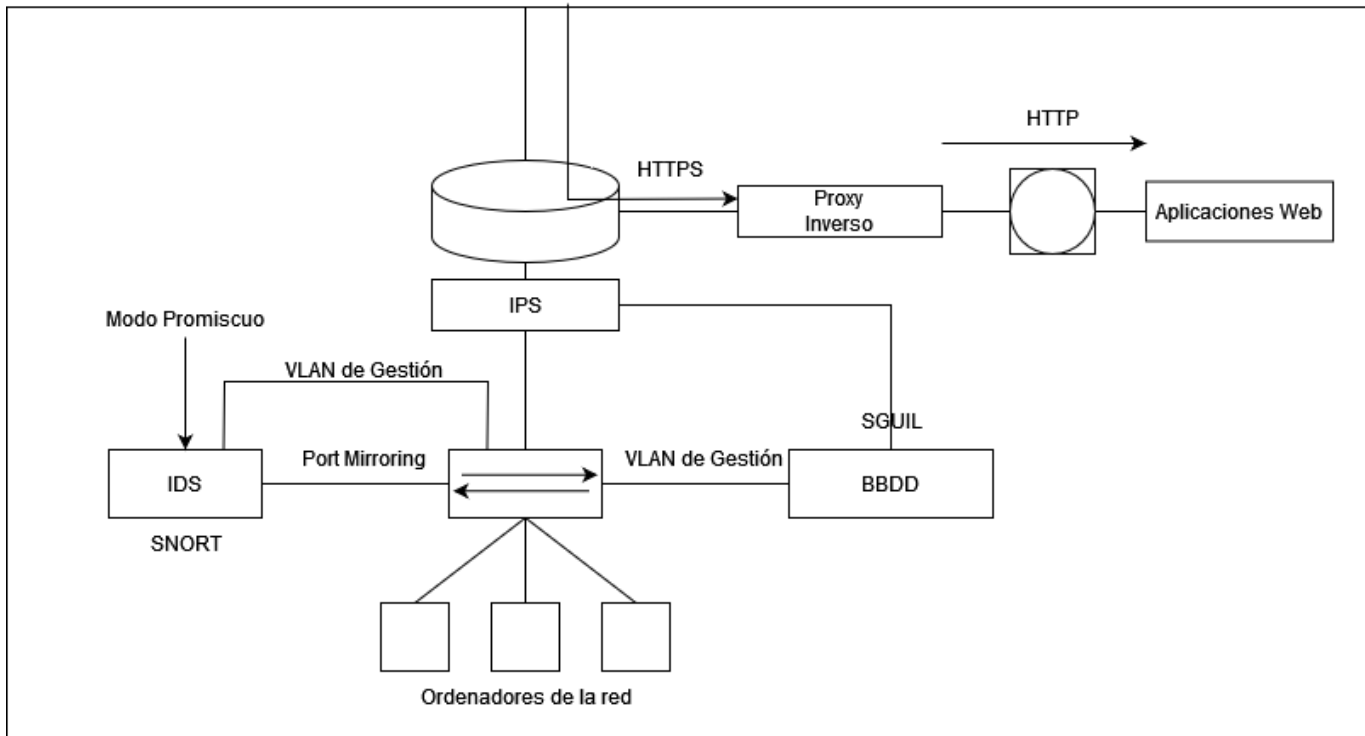 HTTP
HTTPS
Proxy
Inverso
Aplicaciones Web
IPS
Modo Promiscuo
VLAN de Gestión
SGUIL
IDS
Port Mirroring
VLAN de Gestión
BBDD
SNORT
Ordenadores de la red